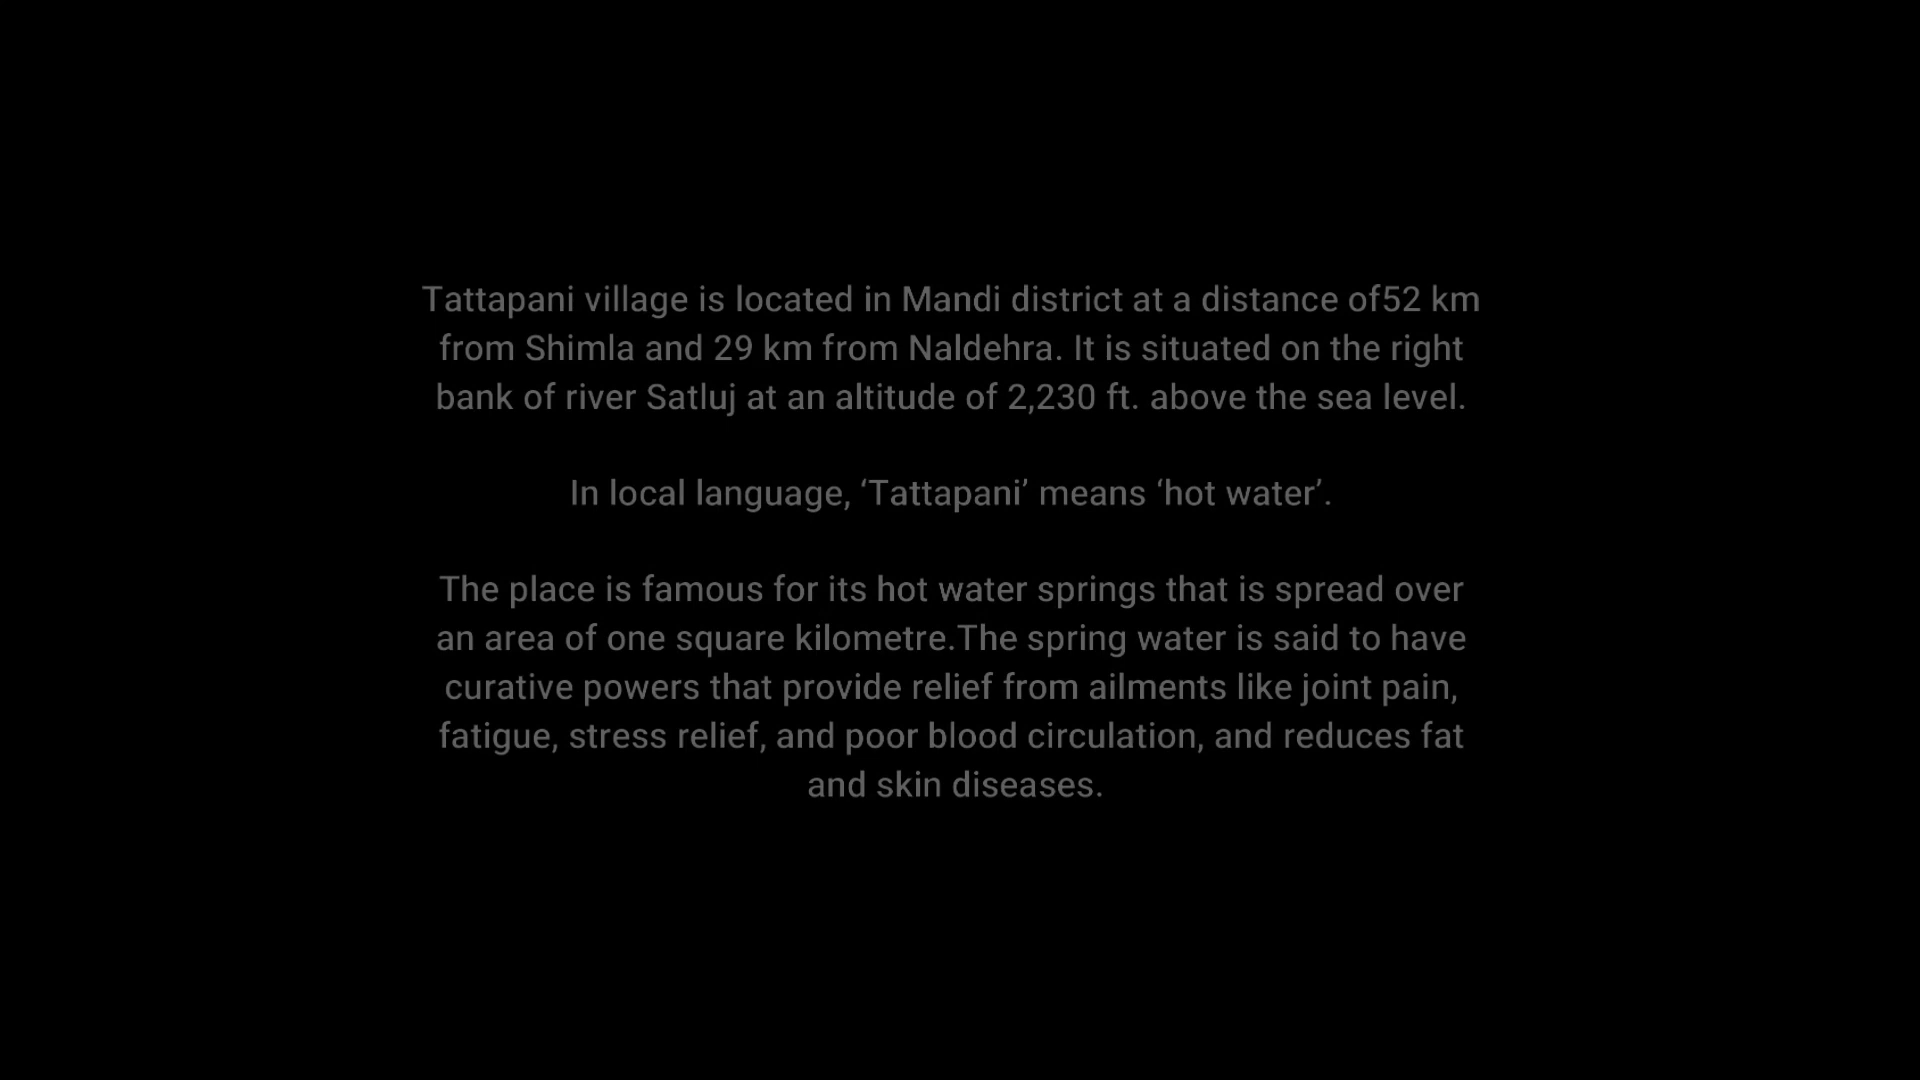 Tattapani village is located in Mandi district at a distance of52 km
from Shimla and 29 km from Naldehra. It is situated on the right
bank of river Satluj at an altitude of 2,230 ft. above the sea level.
In local language, ‘Tattapani’ means ‘hot water’.
The place is famous for its hot water springs that is spread over
an area of one square kilometre.The spring water is said to have
curative powers that provide relief from ailments like joint pain,
fatigue, stress relief, and poor blood circulation, and reduces fat
and skin diseases.